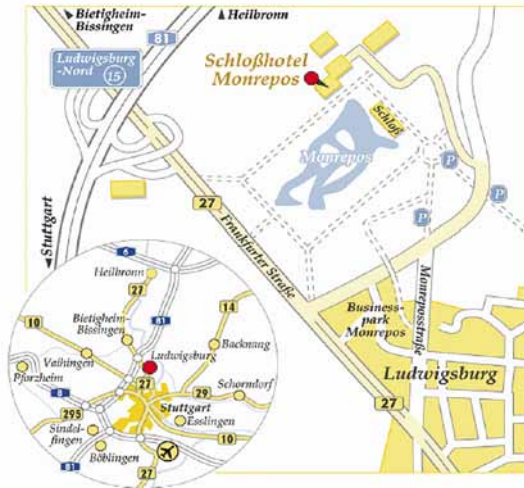 Bietigheim-
Bissingen
Heilbronn
81
Ludwigsburg
-Nord 15
Schloßhotel
Monrepos
Schloß
Monrepos
P
P
P
27
Frankfurter Straße
Stuttgart
Monreposstraße
Business-
park
Monrepos
Ludwigsburg
27
6
Heilbronn
27
14
81
10
Bietigheim-
Bissingen
Backnang
Ludwigsburg
Vaihingen
Pforzheim
27
8
29
Schorndorf
295
Stuttgart
Esslingen
Sindel-
fingen
10
Böblingen
81
27